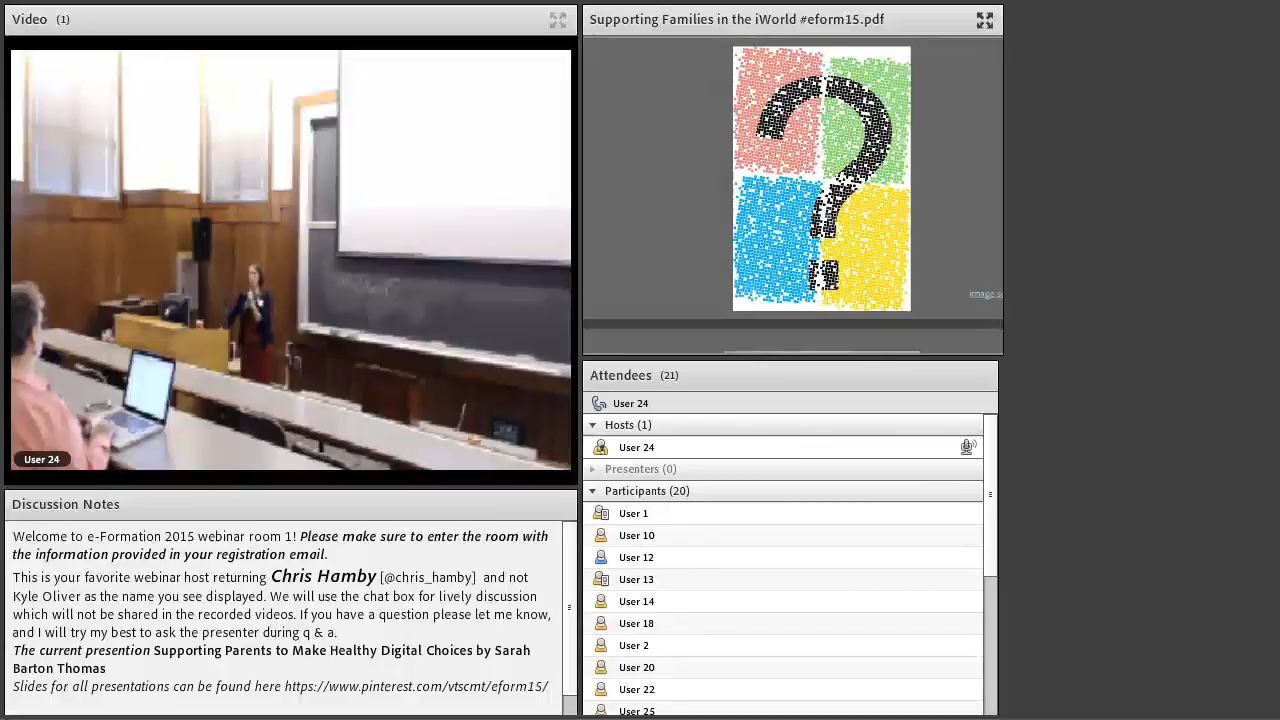 Video (1)
User 24
Supporting Families in the iWorld #eform15.pdf
Attendees (21)
User 24
Hosts (1)
User 24
Presenters (0)
Participants (20)
User 1
User 10
User 12
User 13
User 14
User 18
User 2
User 20
User 22
User 25
Discussion Notes
Welcome to e-Formation 2015 webinar room 1! Please make sure to enter the room with
the information provided in your registration email.
This is your favorite webinar host returning Chris Hamby [@chris_hamby] and not
Kyle Oliver as the name you see displayed. We will use the chat box for lively discussion
which will not be shared in the recorded videos. If you have a question please let me know,
and I will try my best to ask the presenter during q & a.
The current presention Supporting Parents to Make Healthy Digital Choices by Sarah
Barton Thomas
Slides for all presentations can be found here https://www.pinterest.com/vtscmt/eform15/